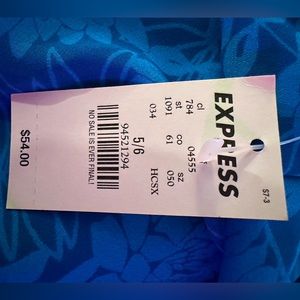 S7-3
EXPRESS
cl
784
04555
st
co
sz
1091
61
050
034
HCSX
5/6
94521294
NO SALE IS EVER FINAL!
$54.00